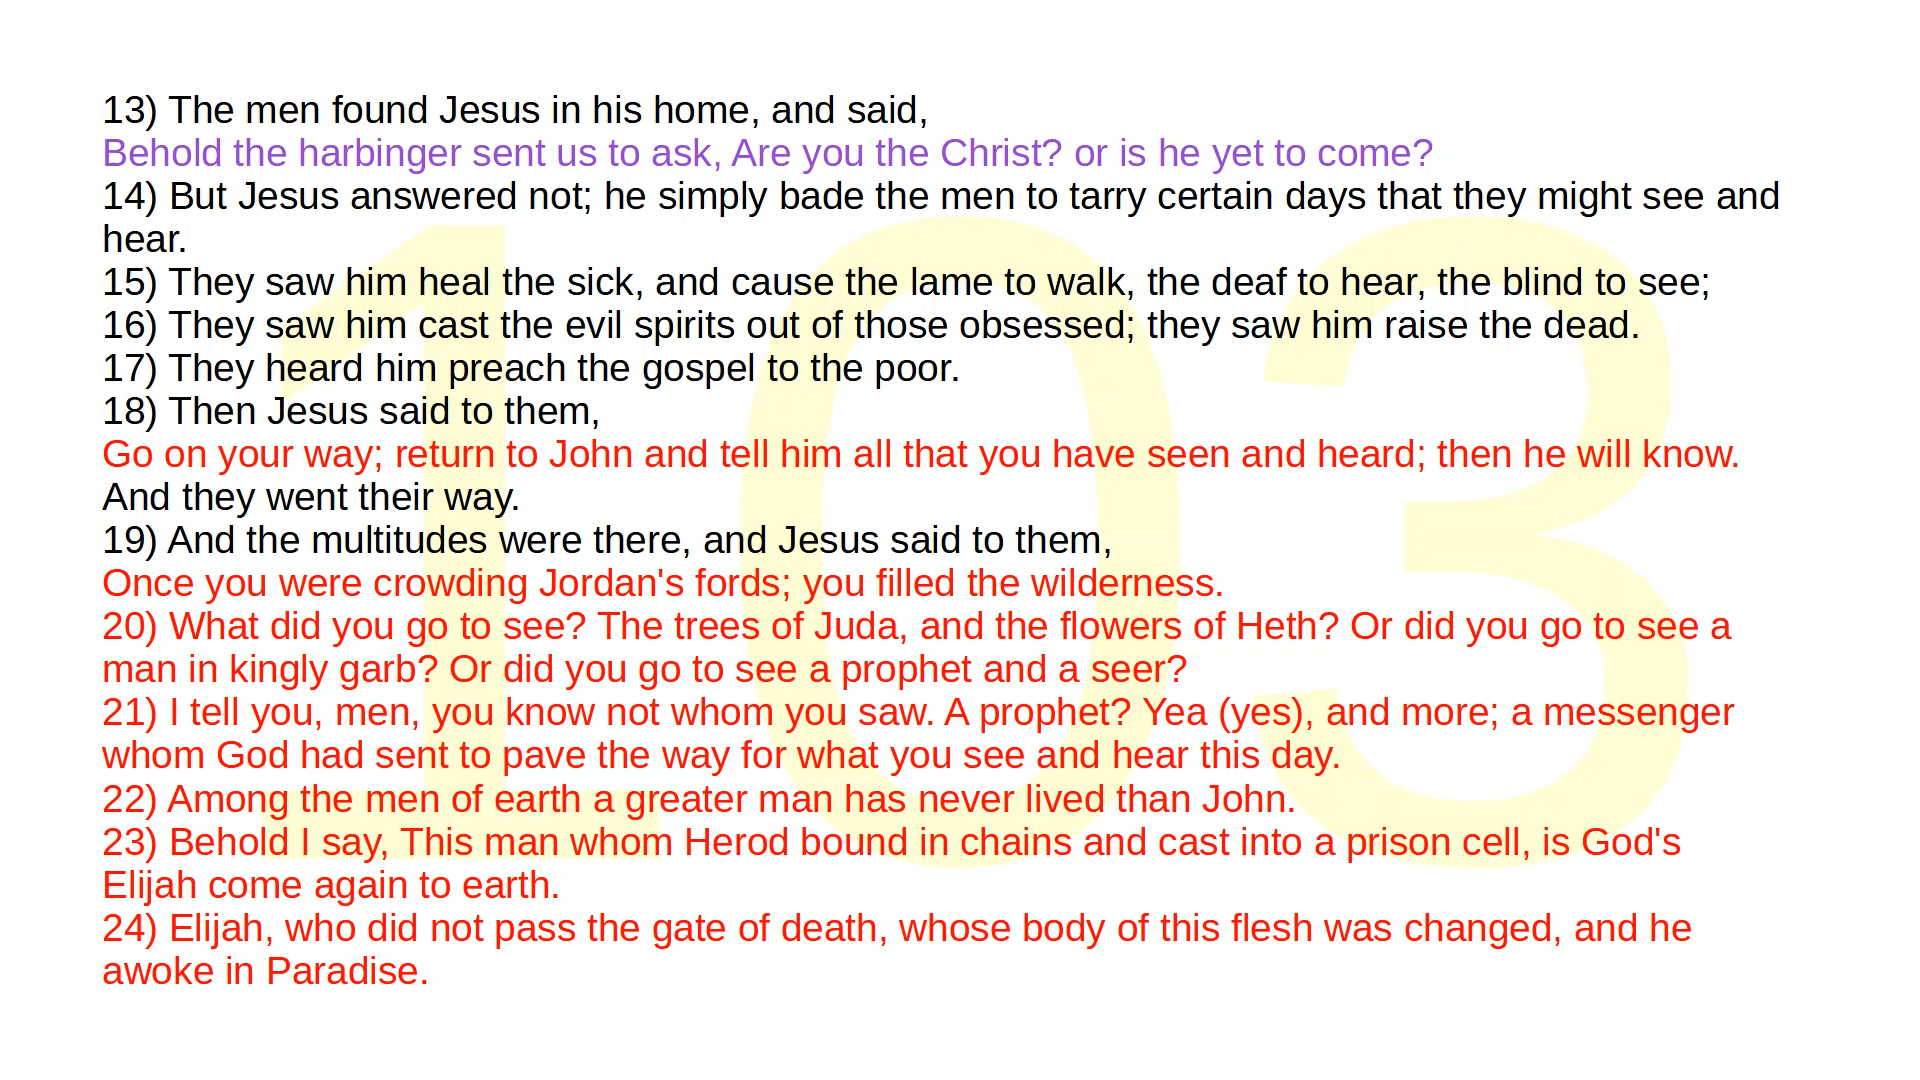 13) The men found Jesus in his home, and said,
Behold the harbinger sent us to ask, Are you the Christ? or is he yet to come?
14) But Jesus answered not; he simply bade the men to tarry certain days that they might see and
hear.
15) They saw him heal the sick, and cause the lame to walk, the deaf to hear, the blind to see;
16) They saw him cast the evil spirits out of those obsessed; they saw him raise the dead.
17) They heard him preach the gospel to the poor.
18) Then Jesus said to them,
Go on your way; return to John and tell him all that you have seen and heard; then he will know.
And they went their way.
19) And the multitudes were there, and Jesus said to them,
Once you were crowding Jordan's fords; you filled the wilderness.
20) What did you go to see? The trees of Juda, and the flowers of Heth? Or did you go to see a
man in kingly garb? Or did you go to see a prophet and a seer?
21) I tell you, men, you know not whom you saw. A prophet? Yea (yes), and more; a messenger
whom God had sent to pave the way for what you see and hear this day.
22) Among the men of earth a greater man has never lived than John.
23) Behold I say, This man whom Herod bound in chains and cast into a prison cell, is God's
Elijah come again to earth.
24) Elijah, who did not pass the gate of death, whose body of this flesh was changed, and he
awoke in Paradise.
103